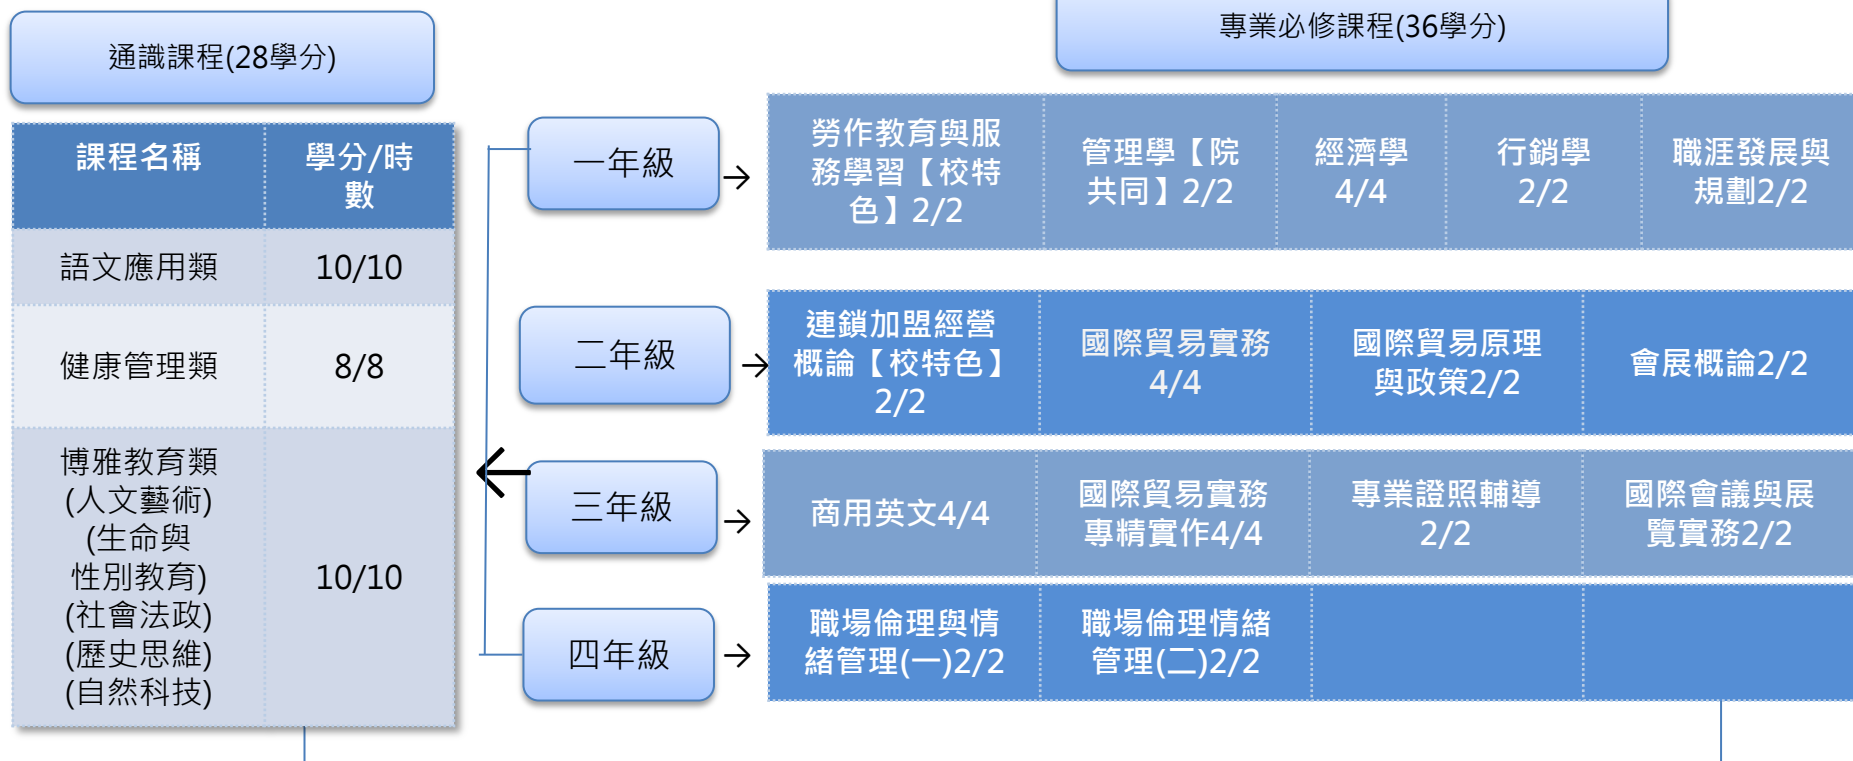 通識課程(28學分)
專業必修課程(36學分)
課程名稱
學分/時
數
語文應用類
10/10
健康管理類
8/8
博雅教育類
(人文藝術)
(生命與
性別教育)
(社會法政)
(歷史思維)
(自然科技)
10/10
一年級
→
勞作教育與服
務學習【校特
色】2/2
管理學【院
共同】2/2
經濟學
4/4
行銷學
2/2
職涯發展與
規劃2/2
二年級
→
連鎖加盟經營
概論【校特色】
2/2
國際貿易實務
4/4
國際貿易原理
與政策2/2
會展概論2/2
三年級
→
商用英文4/4
國際貿易實務
專精實作4/4
專業證照輔導
2/2
國際會議與展
覽實務2/2
四年級
→
職場倫理與情
緒管理(一)2/2
職場倫理情緒
管理(二)2/2